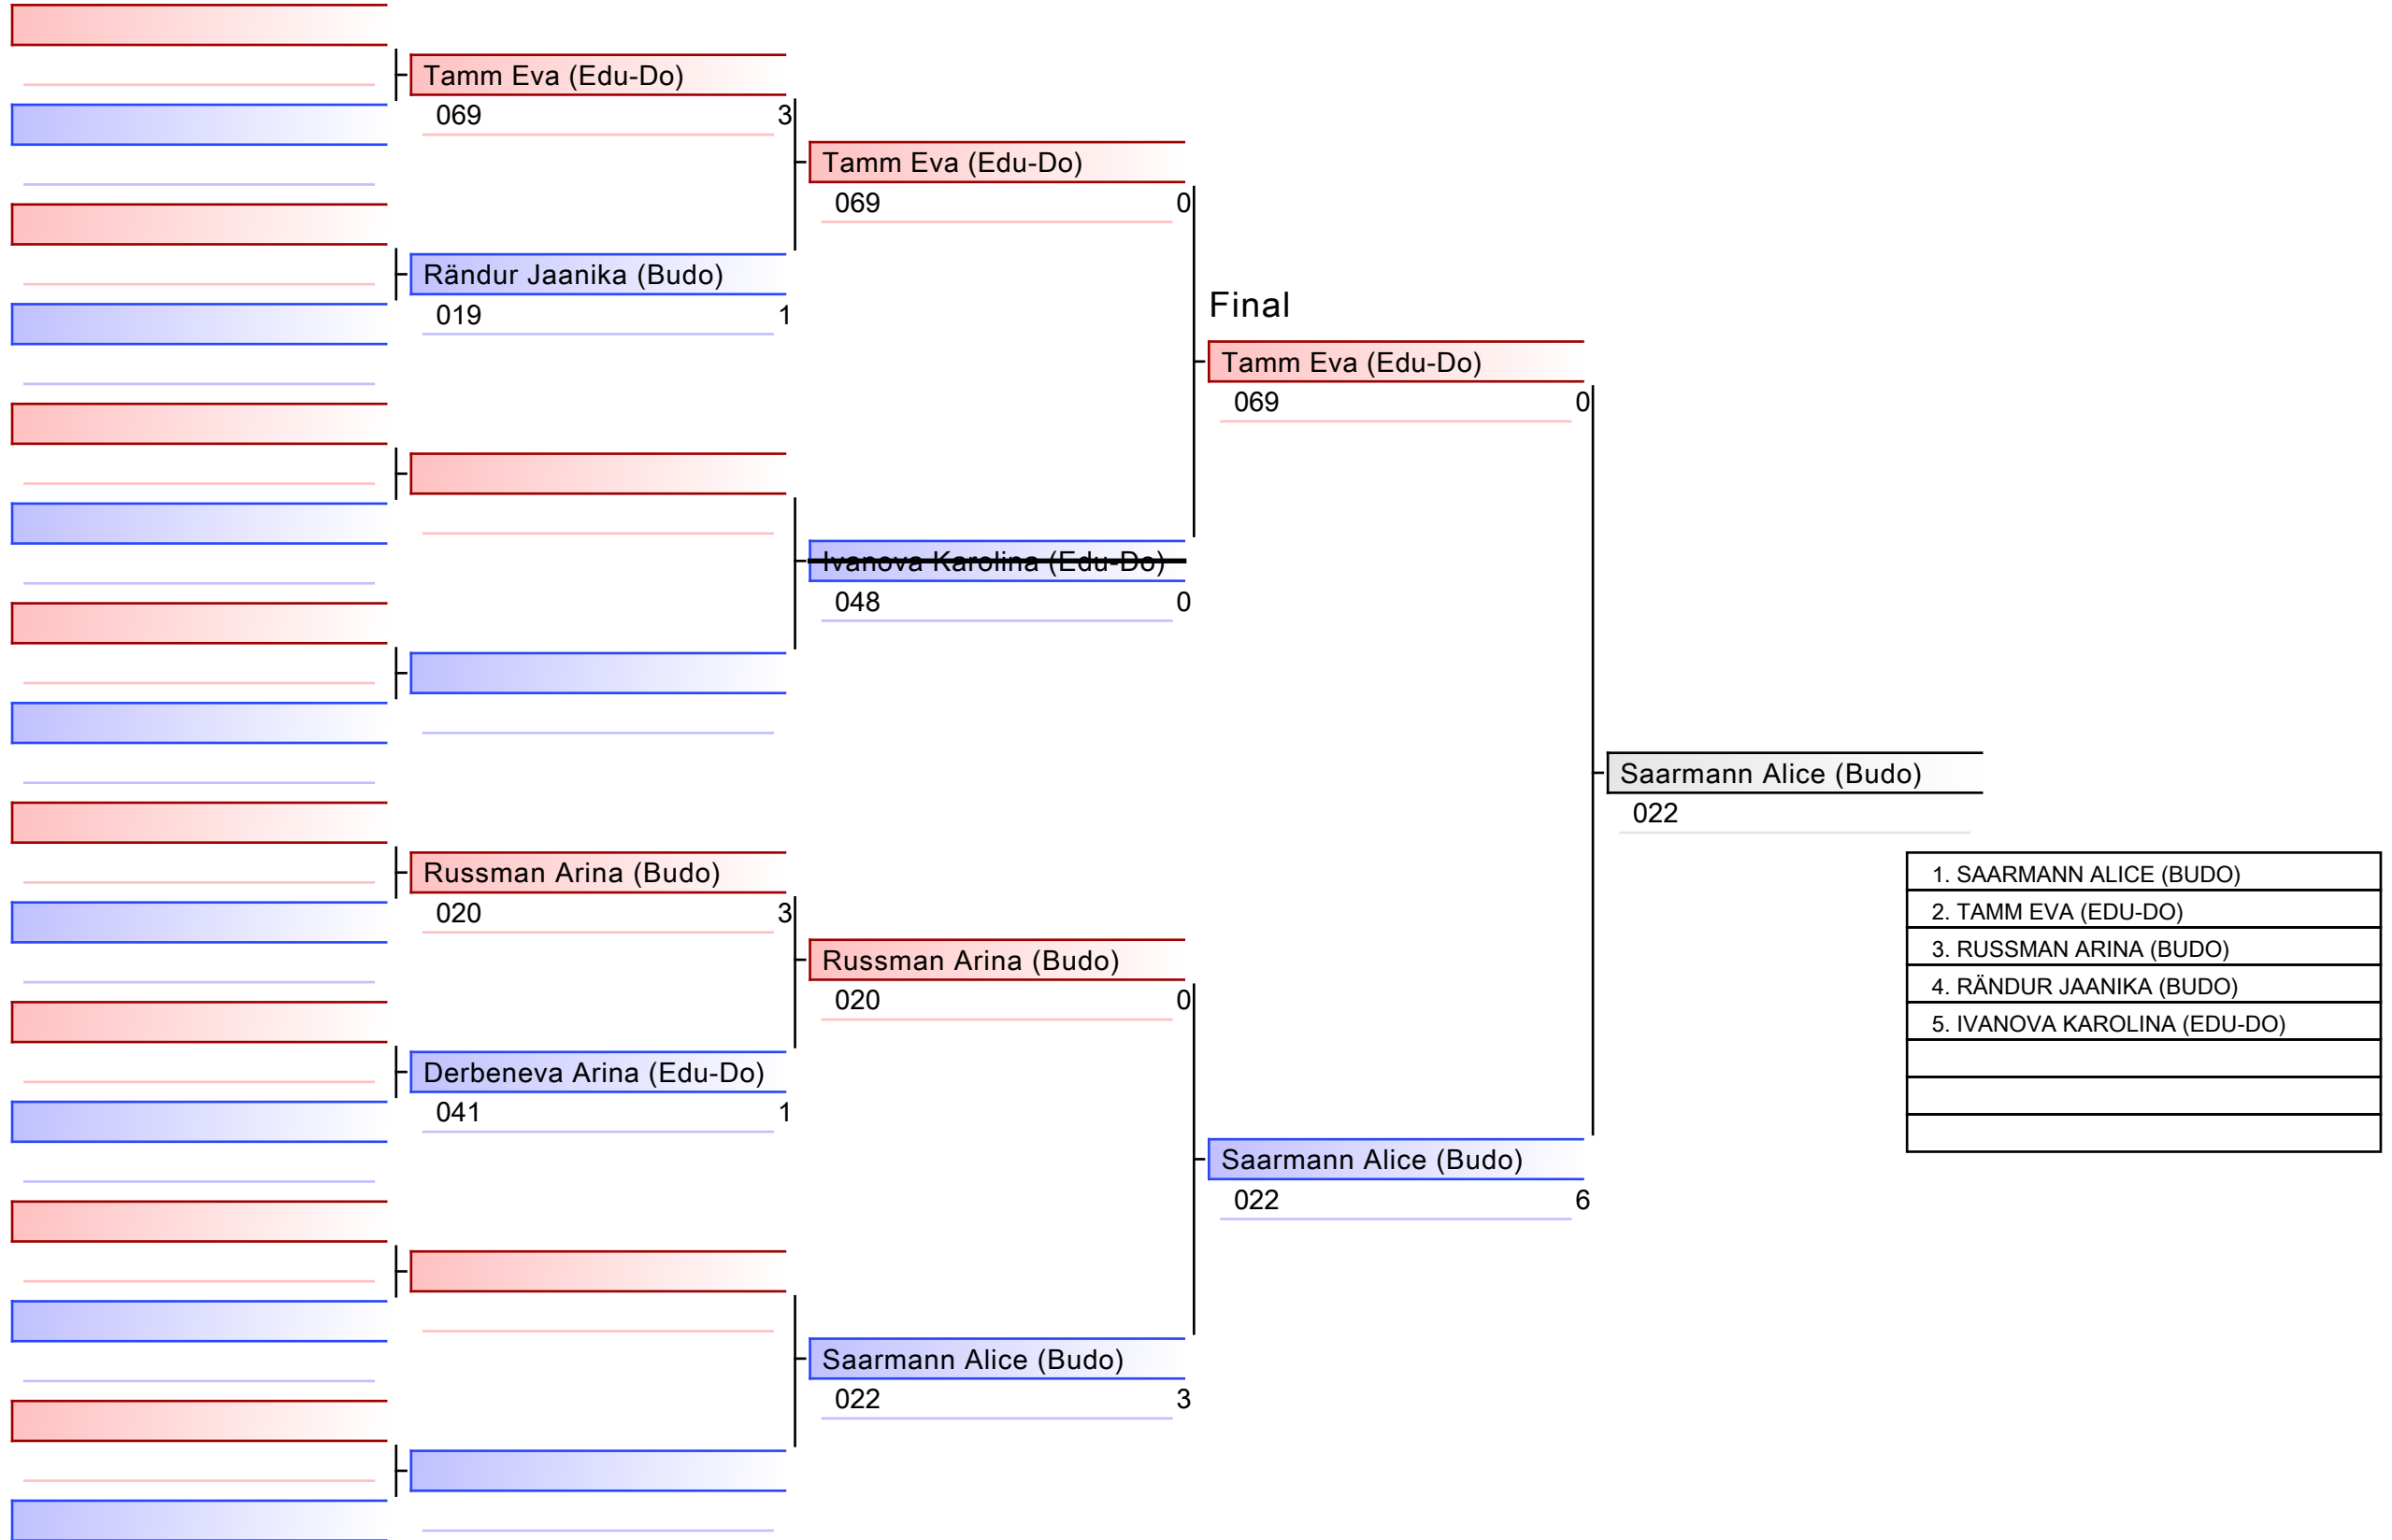 Tamm Eva (Edu-Do)
069 3
Rändur Jaanika (Budo)
019 1
Russman Arina (Budo)
020 3
Derbeneva Arina (Edu-Do)
041 1
Tamm Eva (Edu-Do)
069 0
Ivanova Karolina (Edu-Do)
048 0
Russman Arina (Budo)
020 0
Saarmann Alice (Budo)
022 3
Final
Tamm Eva (Edu-Do)
069 0
Saarmann Alice (Budo)
022 6
Saarmann Alice (Budo)
022
1. SAARMANN ALICE (BUDO)
2. TAMM EVA (EDU-DO)
3. RUSSMAN ARINA (BUDO)
4. RÄNDUR JAANIKA (BUDO)
5. IVANOVA KAROLINA (EDU-DO)